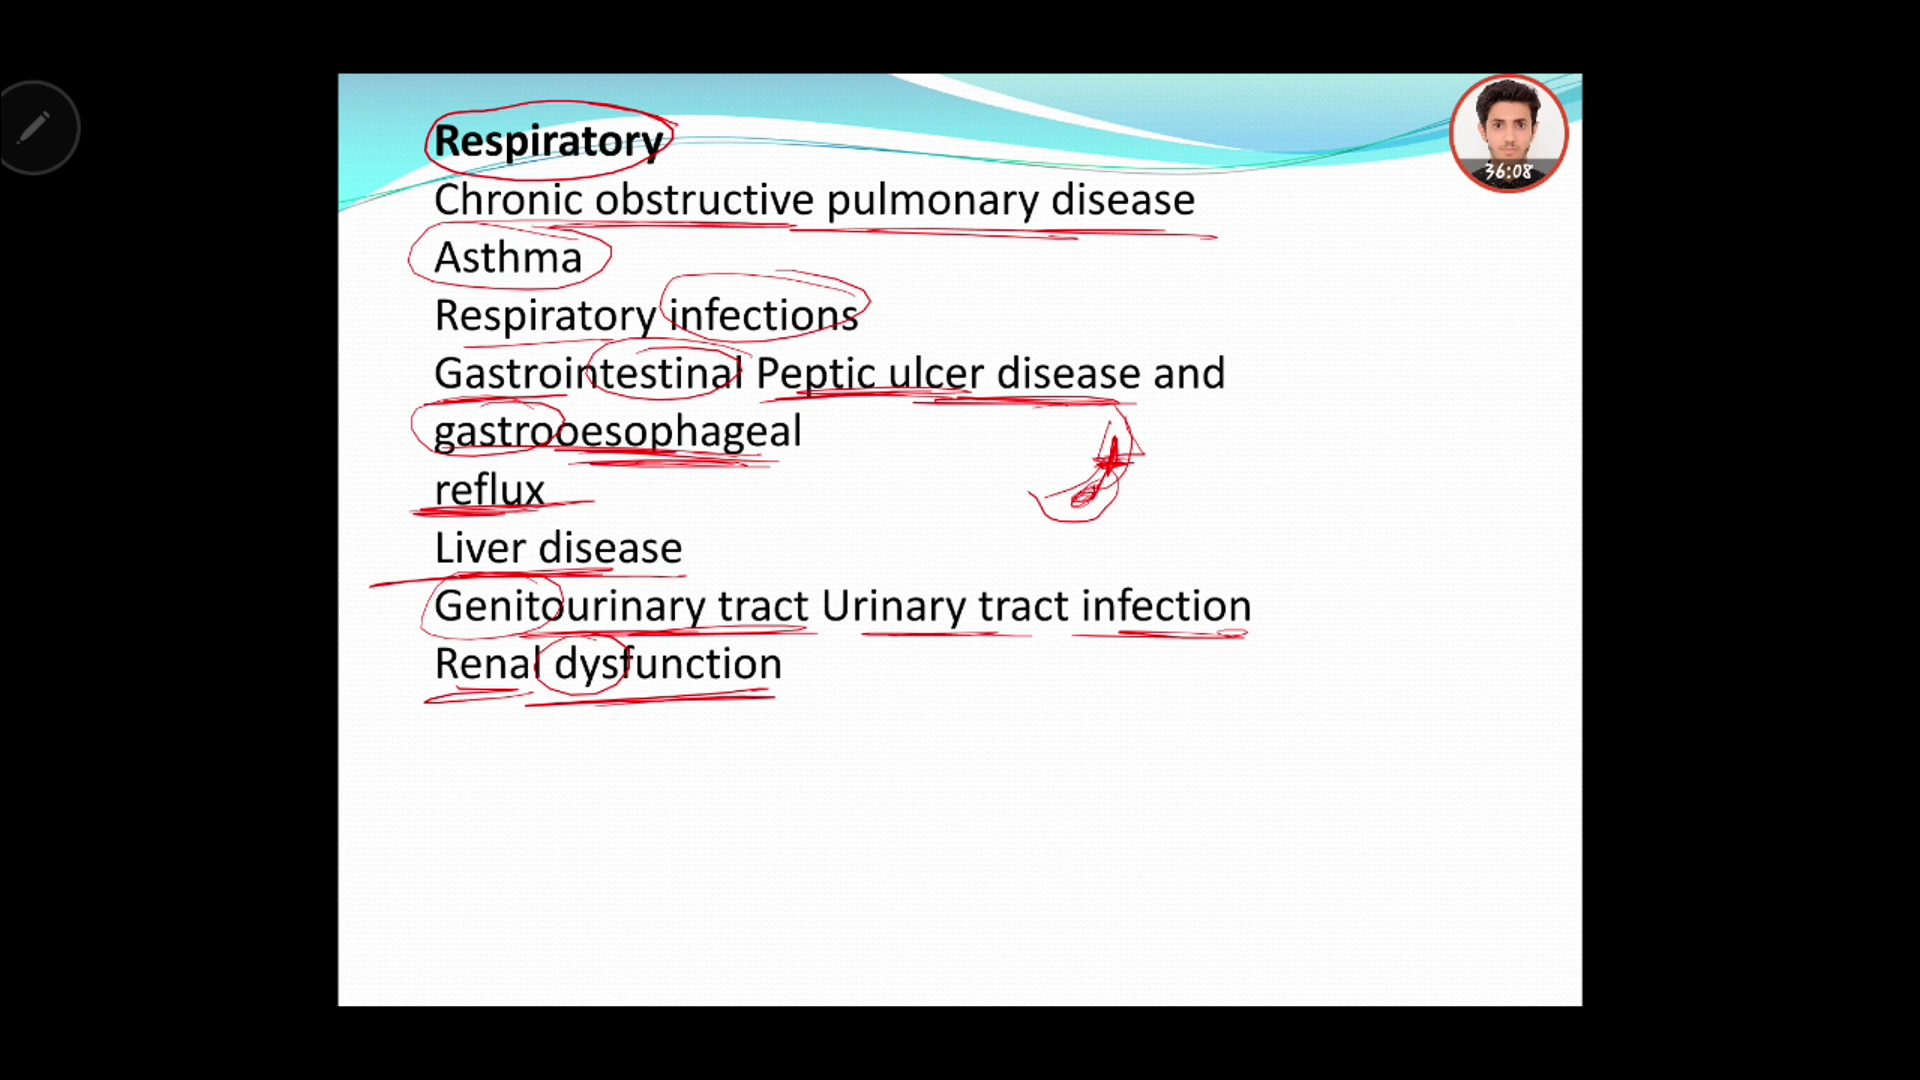 Respiratory
36:08
Chronic obstructive pulmonary disease
Asthma
Respiratory infections
Gastrointestinal Peptic ulcer disease and
gastrooesophageal
reflux
Liver disease
Genitourinary tract Urinary tract infection
Renal dysfunction